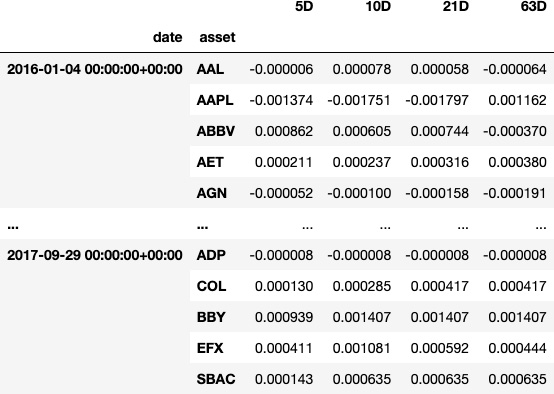 5D 10D 21D 63D
date asset
2016-01-04 00:00:00+00:00 AAL -0.000006 0.000078 0.000058 -0.000064
AAPL -0.001374 -0.001751 -0.001797 0.001162
ABBV 0.000862 0.000605 0.000744 -0.000370
AET 0.000211 0.000237 0.000316 0.000380
AGN -0.000052 -0.000100 -0.000158 -0.000191
... ... ... ... ... ...
2017-09-29 00:00:00+00:00 ADP -0.000008 -0.000008 -0.000008 -0.000008
COL 0.000130 0.000285 0.000417 0.000417
BBY 0.000939 0.001407 0.001407 0.001407
EFX 0.000411 0.001081 0.000592 0.000444
SBAC 0.000143 0.000635 0.000635 0.000635